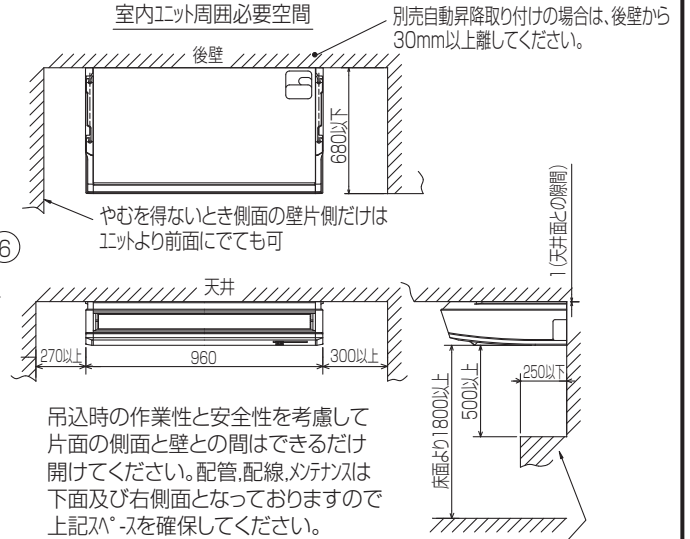 室内ユニット周囲必要空間
別売自動昇降取り付けの場合は、後壁から
30mm以上離してください。
後壁
680以下
やむを得ないとき側面の壁片側だけは
ユニットより前面にでても可
6
1(天井面との隙間)
天井
270以上
960
300以上
250以下
500以上
床面より1800以上
吊込時の作業性と安全性を考慮して
片面の側面と壁との間はできるだけ
開けてください。配管,配線,メンテナンスは
下面及び右側面となっておりますので
上記スペースを確保してください。